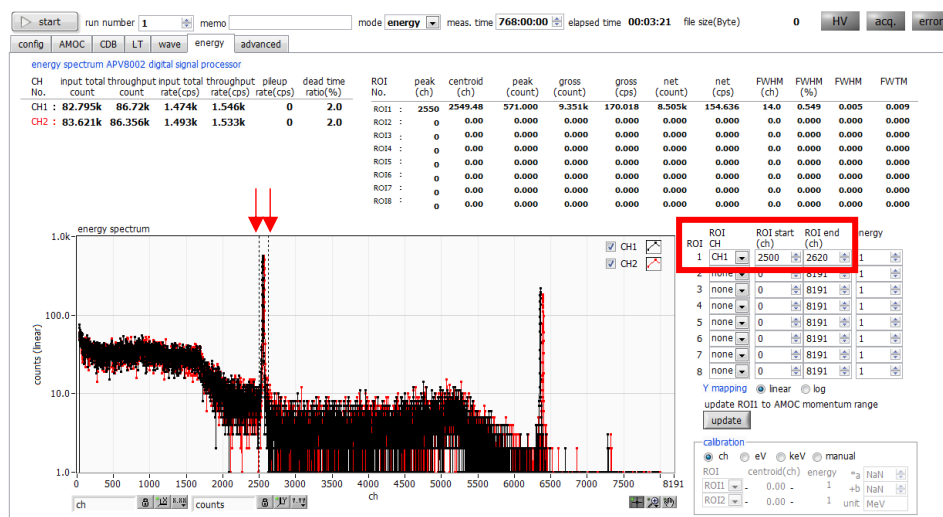 start run number 1 memo mode energy meas. time 768:00:00 elapsed time 00:03:21 file size(Byte) 0 HV acq. error
config AMOC CDB LT wave energy advanced
energy spectrum APV8002 digital signal processor
CH input total throughput input total throughput pileup dead time
No. count count rate(cps) rate(cps) rate(cps) ratio(%)
CH1 : 82.795k 86.72k 1.474k 1.546k 0 2.0
CH2 : 83.621k 86.356k 1.493k 1.533k 0 2.0
ROI peak centroid peak gross gross net net FWHM FWHM FWHM FWTM
No. (ch) (ch) (count) (count) (cps) (count) (cps) (ch) (%)
ROI1 : 2550 2549.48 571.000 9.351k 170.018 8.505k 154.636 14.0 0.549 0.005 0.009
ROI2 : 0 0.00 0.000 0.000 0.000 0.000 0.000 0.0 0.000 0.000 0.000
ROI3 : 0 0.00 0.000 0.000 0.000 0.000 0.000 0.0 0.000 0.000 0.000
ROI4 : 0 0.00 0.000 0.000 0.000 0.000 0.000 0.0 0.000 0.000 0.000
ROI5 : 0 0.00 0.000 0.000 0.000 0.000 0.000 0.0 0.000 0.000 0.000
ROI6 : 0 0.00 0.000 0.000 0.000 0.000 0.000 0.0 0.000 0.000 0.000
ROI7 : 0 0.00 0.000 0.000 0.000 0.000 0.000 0.0 0.000 0.000 0.000
ROI8 : 0 0.00 0.000 0.000 0.000 0.000 0.000 0.0 0.000 0.000 0.000
energy spectrum
1.0k
100.0
10.0
1.0
counts (linear)
CH1
CH2
0 500 1000 1500 2000 2500 3000 3500 4000 4500 5000 5500 6000 6500 7000 7500 8191
ch
ch counts
ROI ROI start ROI end energy
ROI CH (ch) (ch)
1 CH1 2500 2620 1
2 none 0 8191 1
3 none 0 8191 1
4 none 0 8191 1
5 none 0 8191 1
6 none 0 8191 1
7 none 0 8191 1
8 none 0 8191 1
Y mapping linear log
update ROI1 to AMOC momentum range
update
calibration
ch eV keV manual
ROI centroid(ch) energy *a NaN
ROI1 - 0.00 - 1 +b NaN
ROI2 - 0.00 - 1 unit MeV